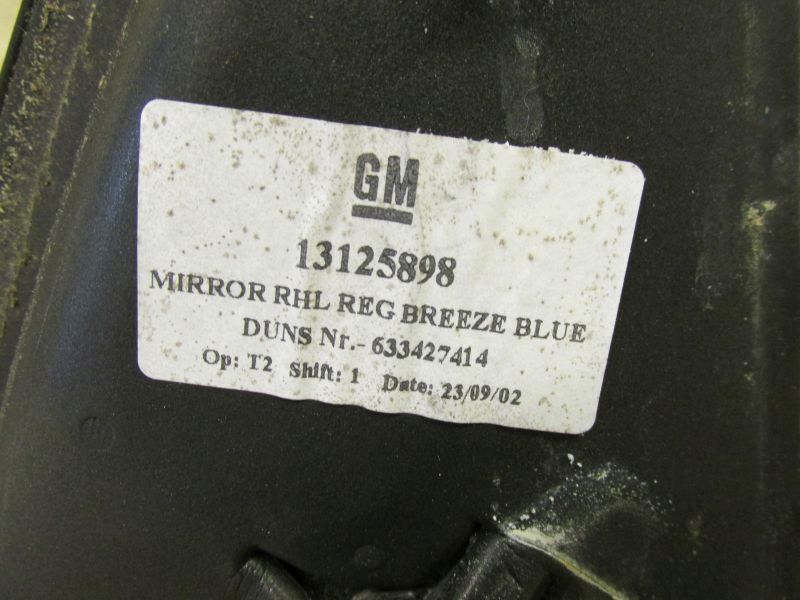 GM
13125898
MIRROR RHL REG BREEZE BLUE
DUNS Nr.- 633427414
Op: T2 Shift: 1 Date: 23/09/02